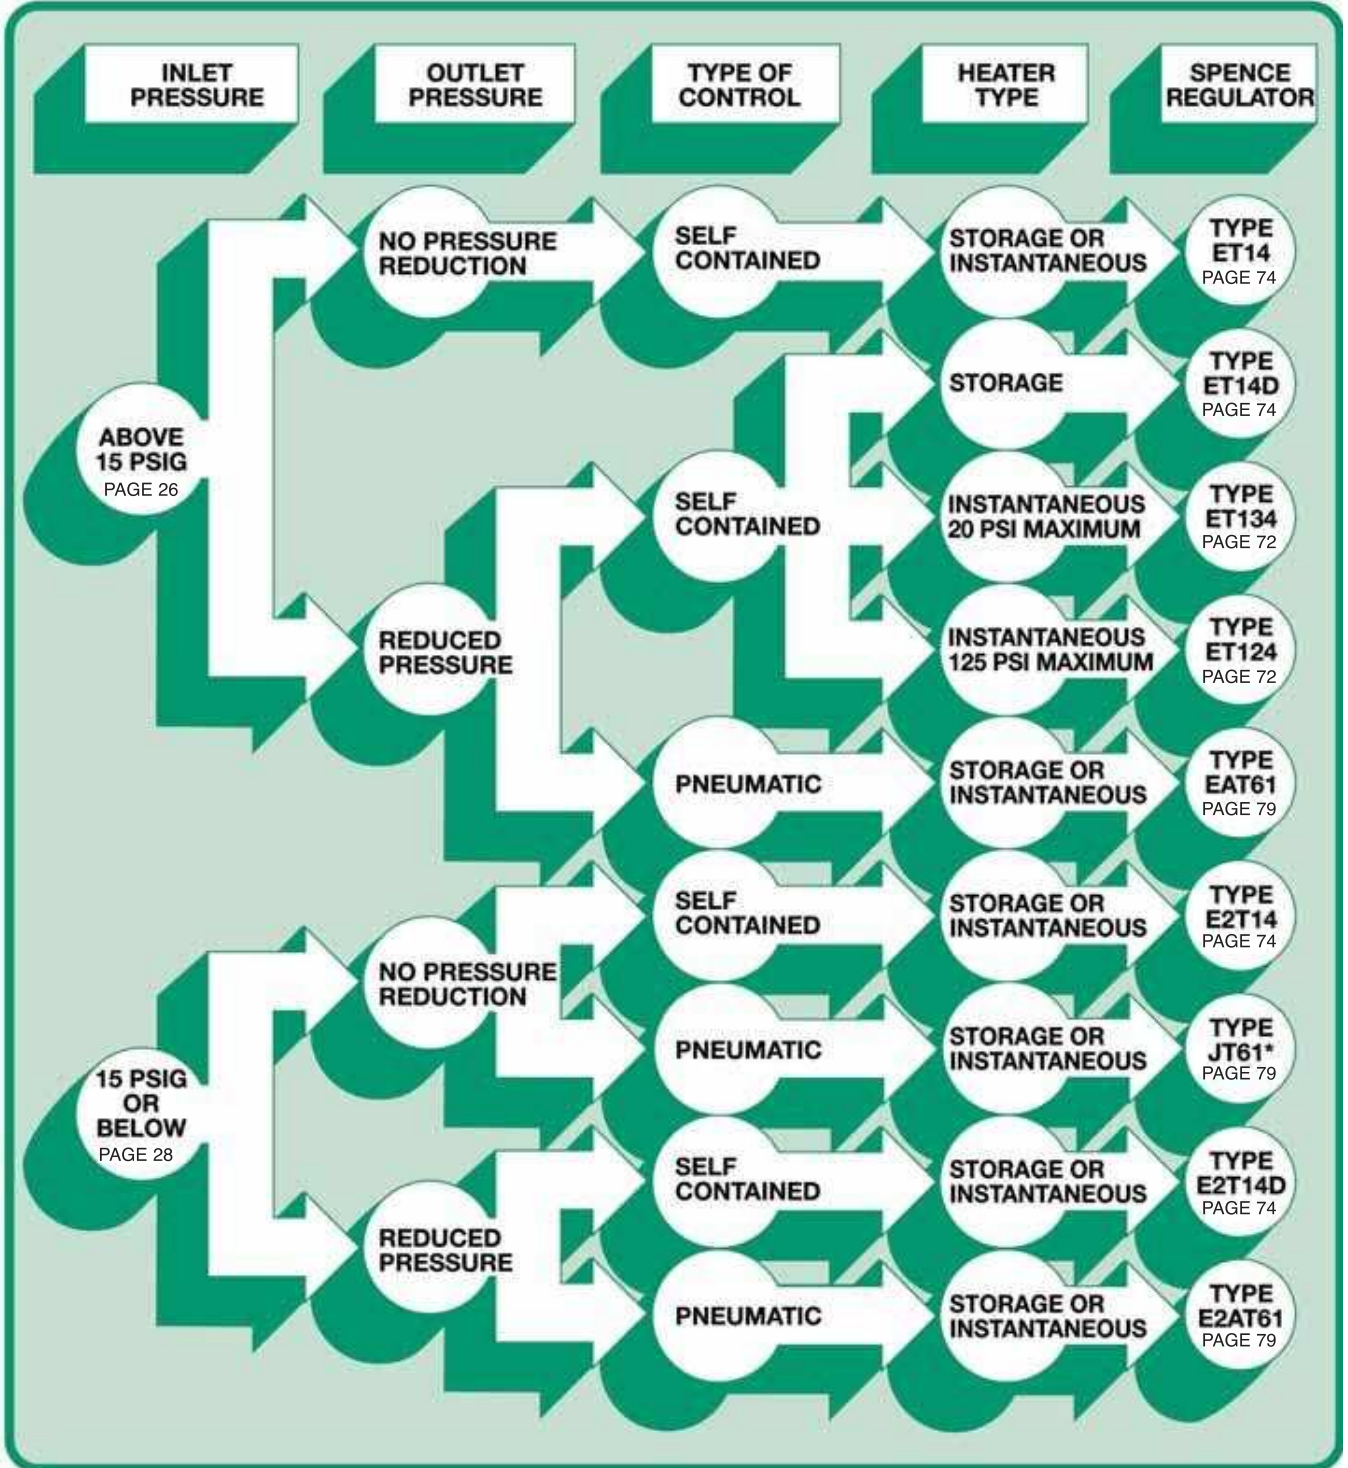 INLET
PRESSURE
OUTLET
PRESSURE
TYPE OF
CONTROL
HEATER
TYPE
SPENCE
REGULATOR
ABOVE
15 PSIG
PAGE 26
NO PRESSURE
REDUCTION
SELF
CONTAINED
STORAGE OR
INSTANTANEOUS
TYPE
ET14
PAGE 74
REDUCED
PRESSURE
SELF
CONTAINED
STORAGE
TYPE
ET14D
PAGE 74
INSTANTANEOUS
20 PSI MAXIMUM
TYPE
ET134
PAGE 72
INSTANTANEOUS
125 PSI MAXIMUM
TYPE
ET124
PAGE 72
PNEUMATIC
STORAGE OR
INSTANTANEOUS
TYPE
EAT61
PAGE 79
15 PSIG
OR
BELOW
PAGE 28
NO PRESSURE
REDUCTION
SELF
CONTAINED
STORAGE OR
INSTANTANEOUS
TYPE
E2T14
PAGE 74
PNEUMATIC
STORAGE OR
INSTANTANEOUS
TYPE
JT61*
PAGE 79
REDUCED
PRESSURE
SELF
CONTAINED
STORAGE OR
INSTANTANEOUS
TYPE
E2T14D
PAGE 74
PNEUMATIC
STORAGE OR
INSTANTANEOUS
TYPE
E2AT61
PAGE 79